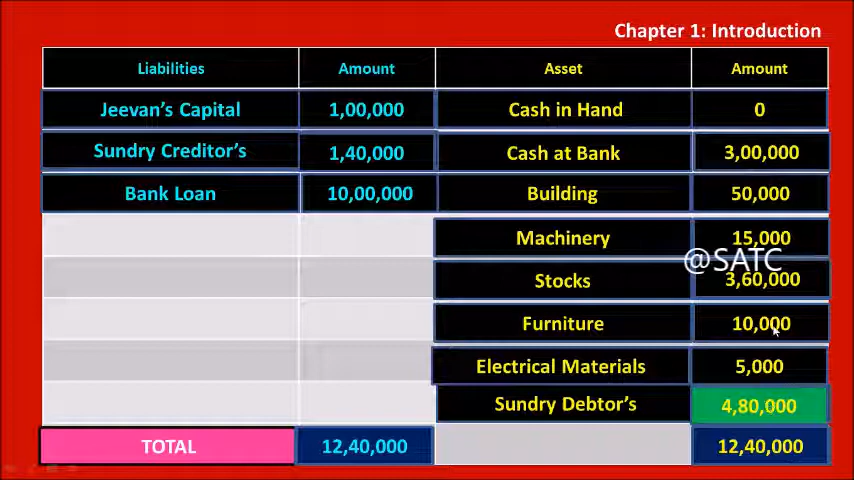 Chapter 1: Introduction
Liabilities Amount Asset Amount
Jeevan's Capital 1,00,000 Cash in Hand 0
Sundry Creditor's 1,40,000 Cash at Bank 3,00,000
Bank Loan 10,00,000 Building 50,000
Machinery 15,000
@SATC
Stocks 3,60,000
Furniture 10,000
Electrical Materials 5,000
Sundry Debtor's 4,80,000
TOTAL 12,40,000 12,40,000